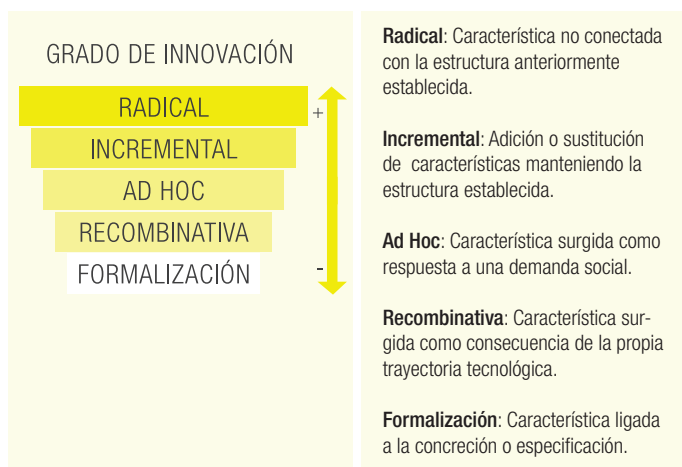 GRADO DE INNOVACIÓN
RADICAL
+
INCREMENTAL
AD HOC
RECOMBINATIVA
FORMALIZACIÓN
-
Radical: Característica no conectada
con la estructura anteriormente
establecida.
Incremental: Adición o sustitución
de características manteniendo la
estructura establecida.
Ad Hoc: Característica surgida como
respuesta a una demanda social.
Recombinativa: Característica sur-
gida como consecuencia de la propia
trayectoria tecnológica.
Formalización: Característica ligada
a la concreción o especificación.